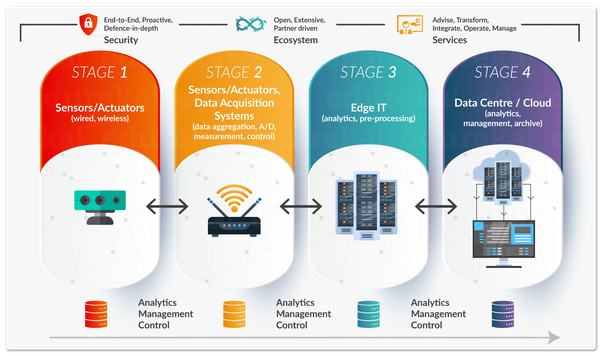 End-to-End, Proactive,
Defence-in-depth
Security
Open, Extensive,
Partner driven
Ecosystem
Advise, Transform,
Integrate, Operate, Manage
Services
STAGE 1
Sensors/Actuators
(wired, wireless)
STAGE 2
Sensors/Actuators,
Data Acquisition
Systems
(data aggregation, A/D,
measurement, control)
STAGE 3
Edge IT
(analytics, pre-processing)
STAGE 4
Data Centre / Cloud
(analytics,
management, archive)
Analytics
Management
Control
Analytics
Management
Control
Analytics
Management
Control